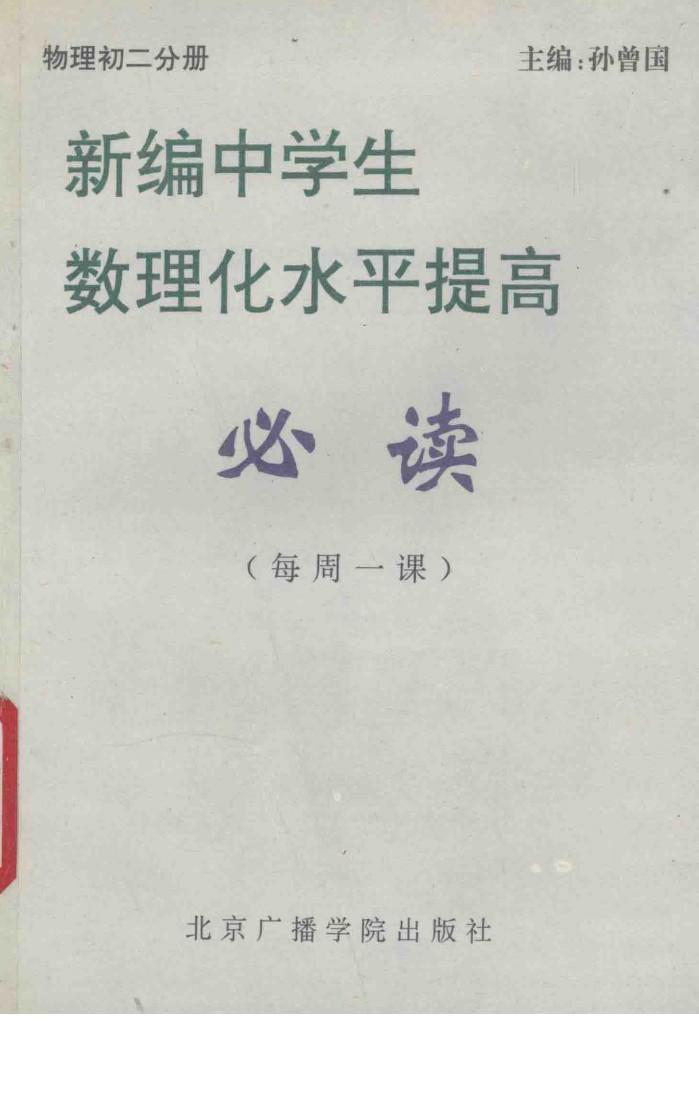 物理初二分册 主编:孙曾国
新编中学生
数理化水平提高
必读
（每周一课）
北京广播学院出版社